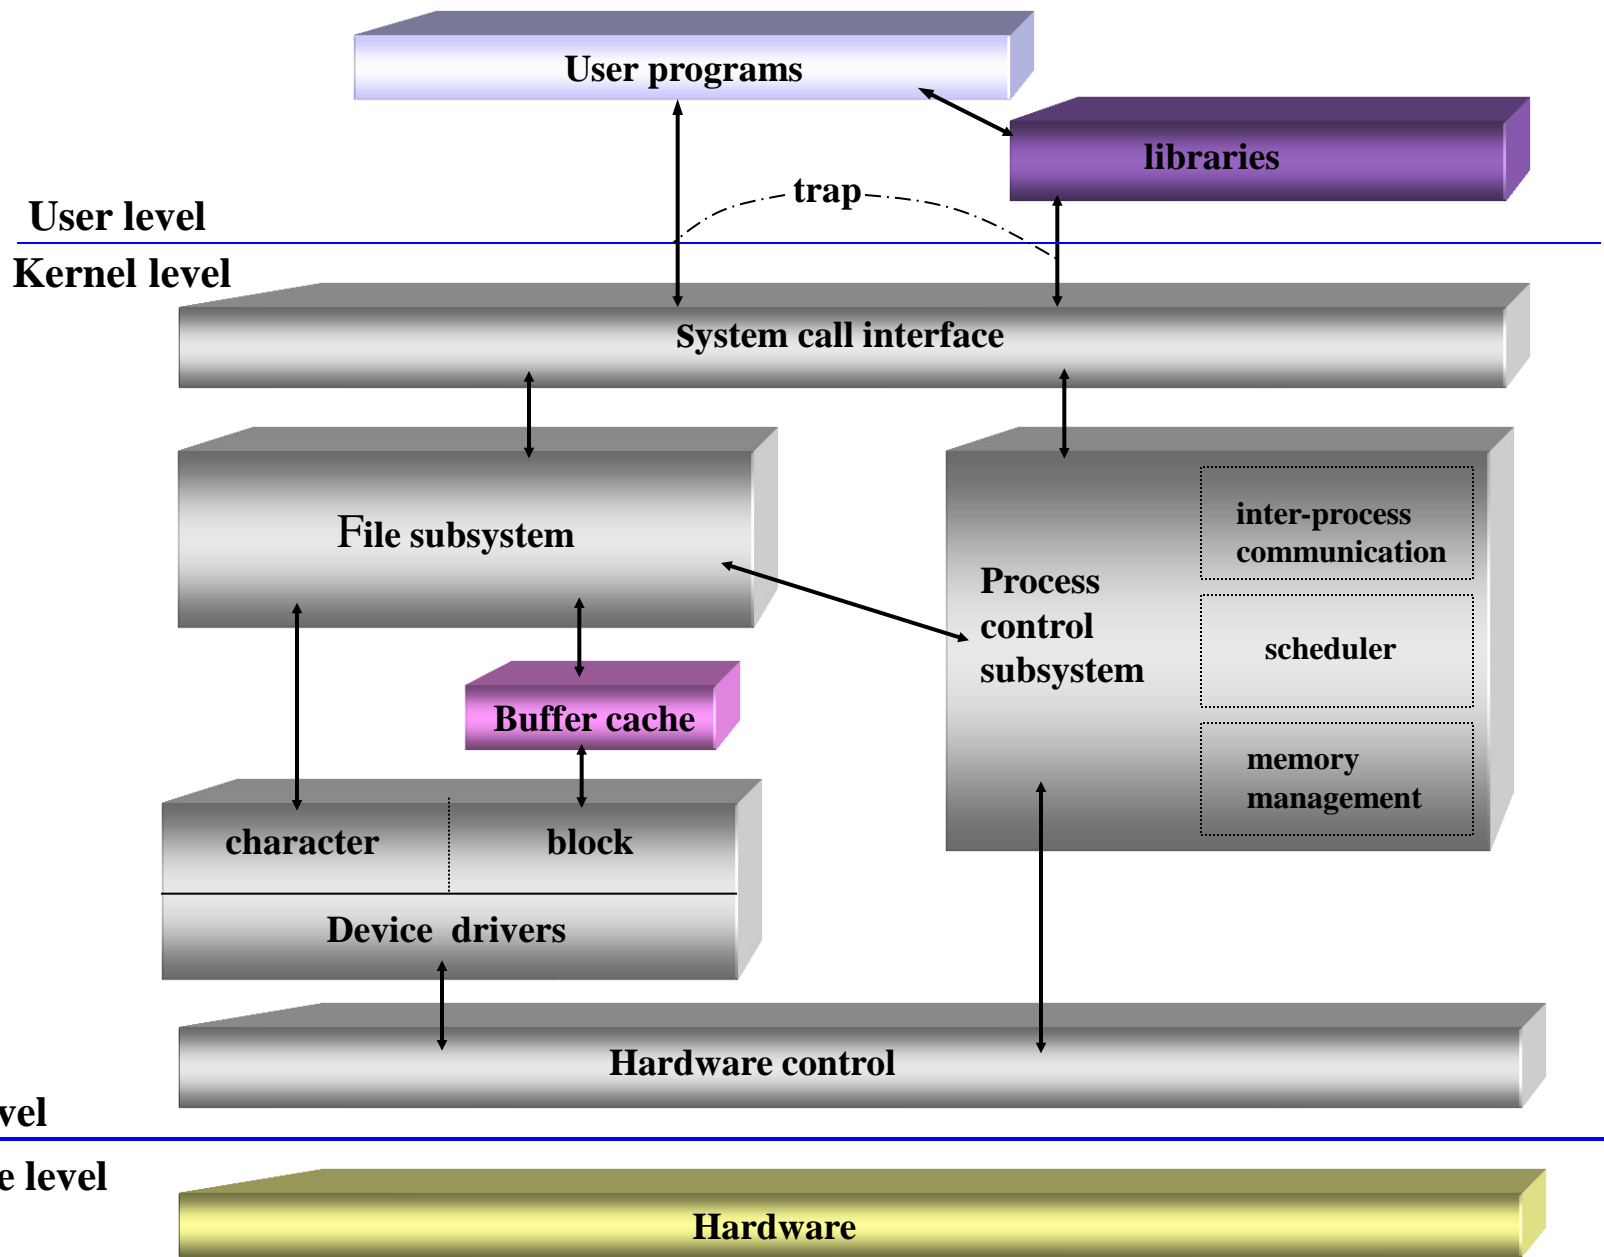 User programs
libraries
trap
User level
Kernel level
System call interface
File subsystem
inter-process
communication
Process
control
subsystem
scheduler
Buffer cache
memory
management
character
block
Device drivers
Hardware control
vel
e level
Hardware